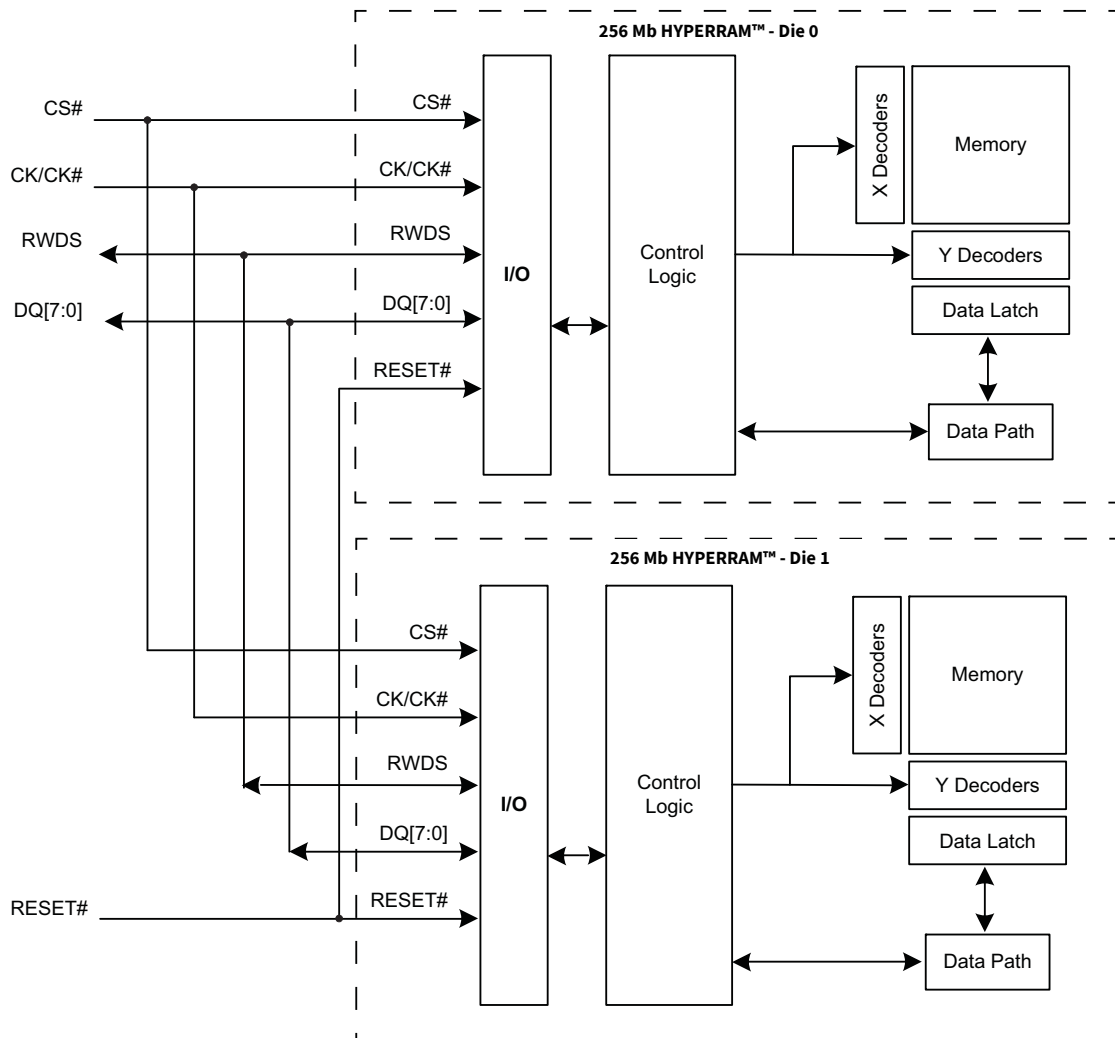 256 Mb HYPERRAM™ - Die 0
CS#
CS#
CK/CK#
CK/CK#
RWDS
RWDS
DQ[7:0]
DQ[7:0]
RESET#
I/O
Control
Logic
X Decoders
Memory
Y Decoders
Data Latch
Data Path
256 Mb HYPERRAM™ - Die 1
CS#
CK/CK#
RWDS
DQ[7:0]
RESET#
RESET#
I/O
Control
Logic
X Decoders
Memory
Y Decoders
Data Latch
Data Path